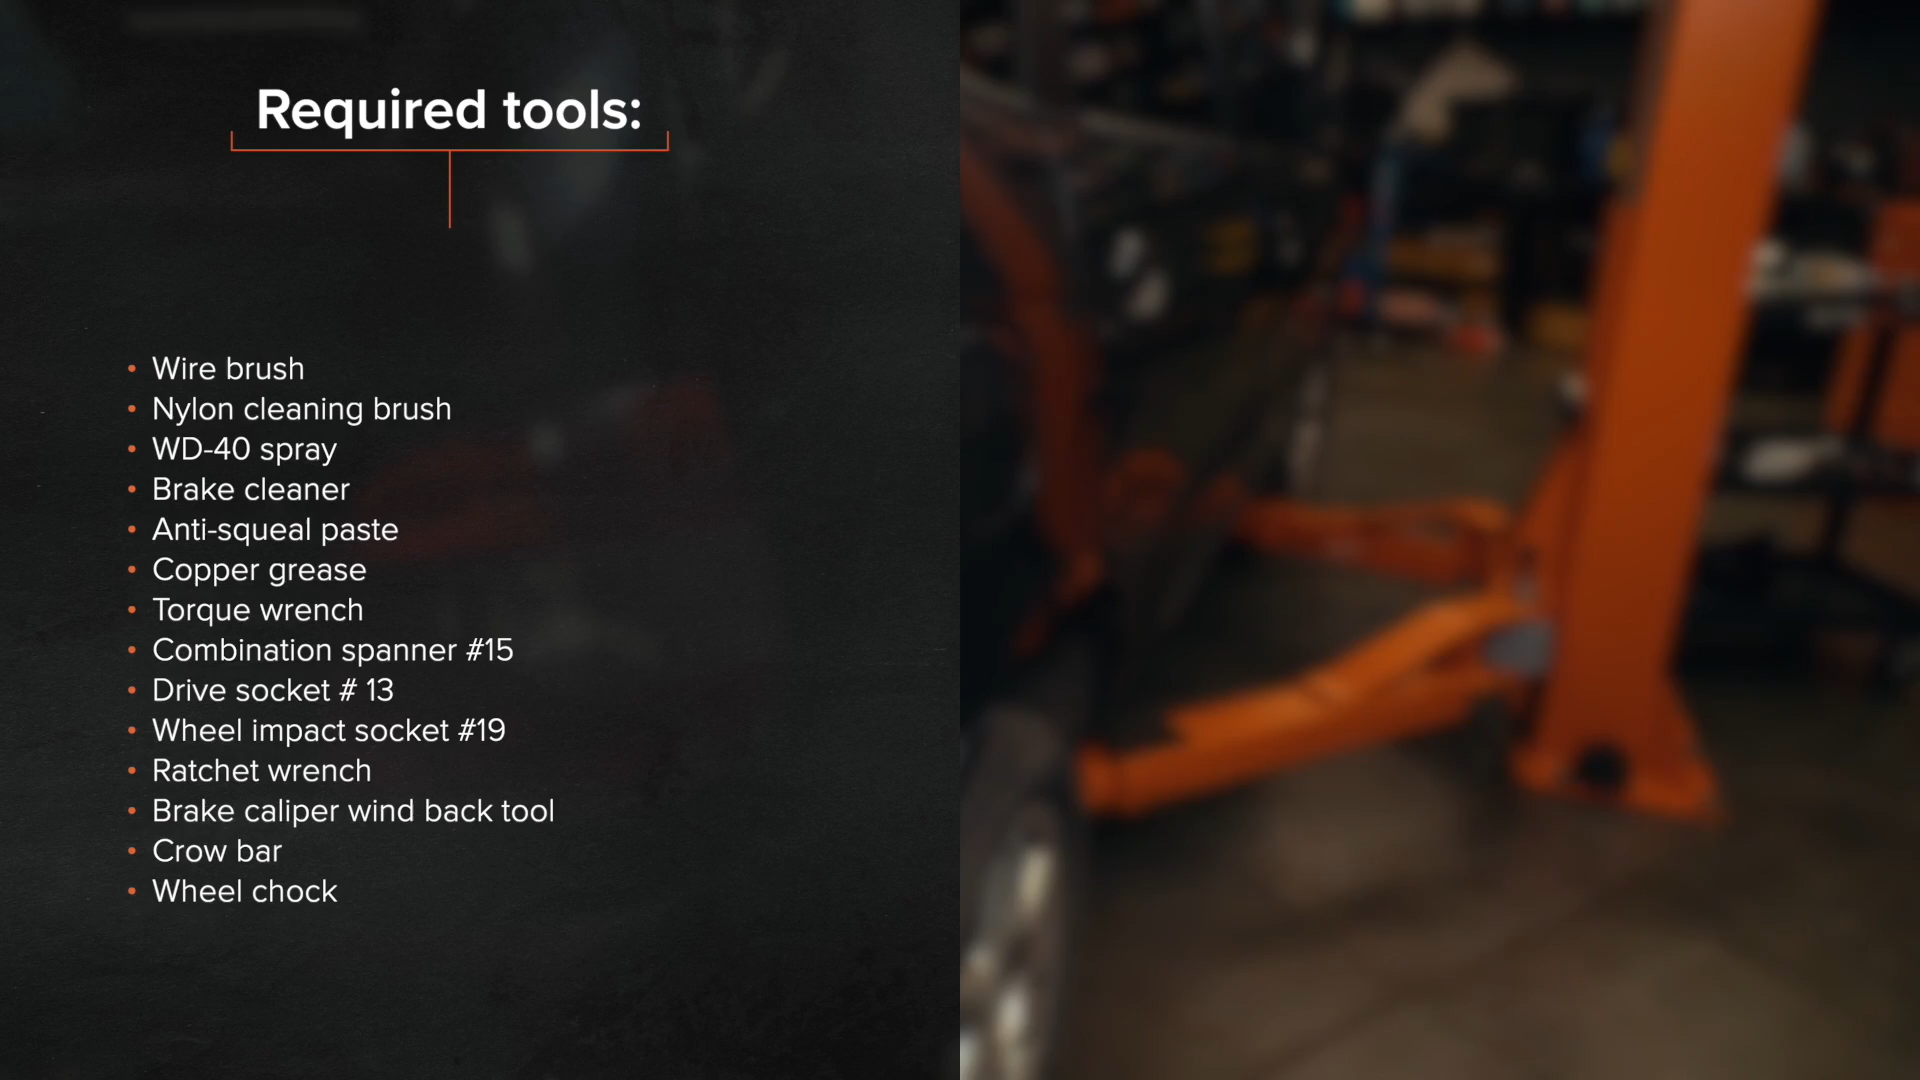 Required tools:
• Wire brush
• Nylon cleaning brush
• WD-40 spray
• Brake cleaner
• Anti-squeal paste
• Copper grease
• Torque wrench
• Combination spanner #15
• Drive socket # 13
• Wheel impact socket #19
• Ratchet wrench
• Brake caliper wind back tool
• Crow bar
• Wheel chock